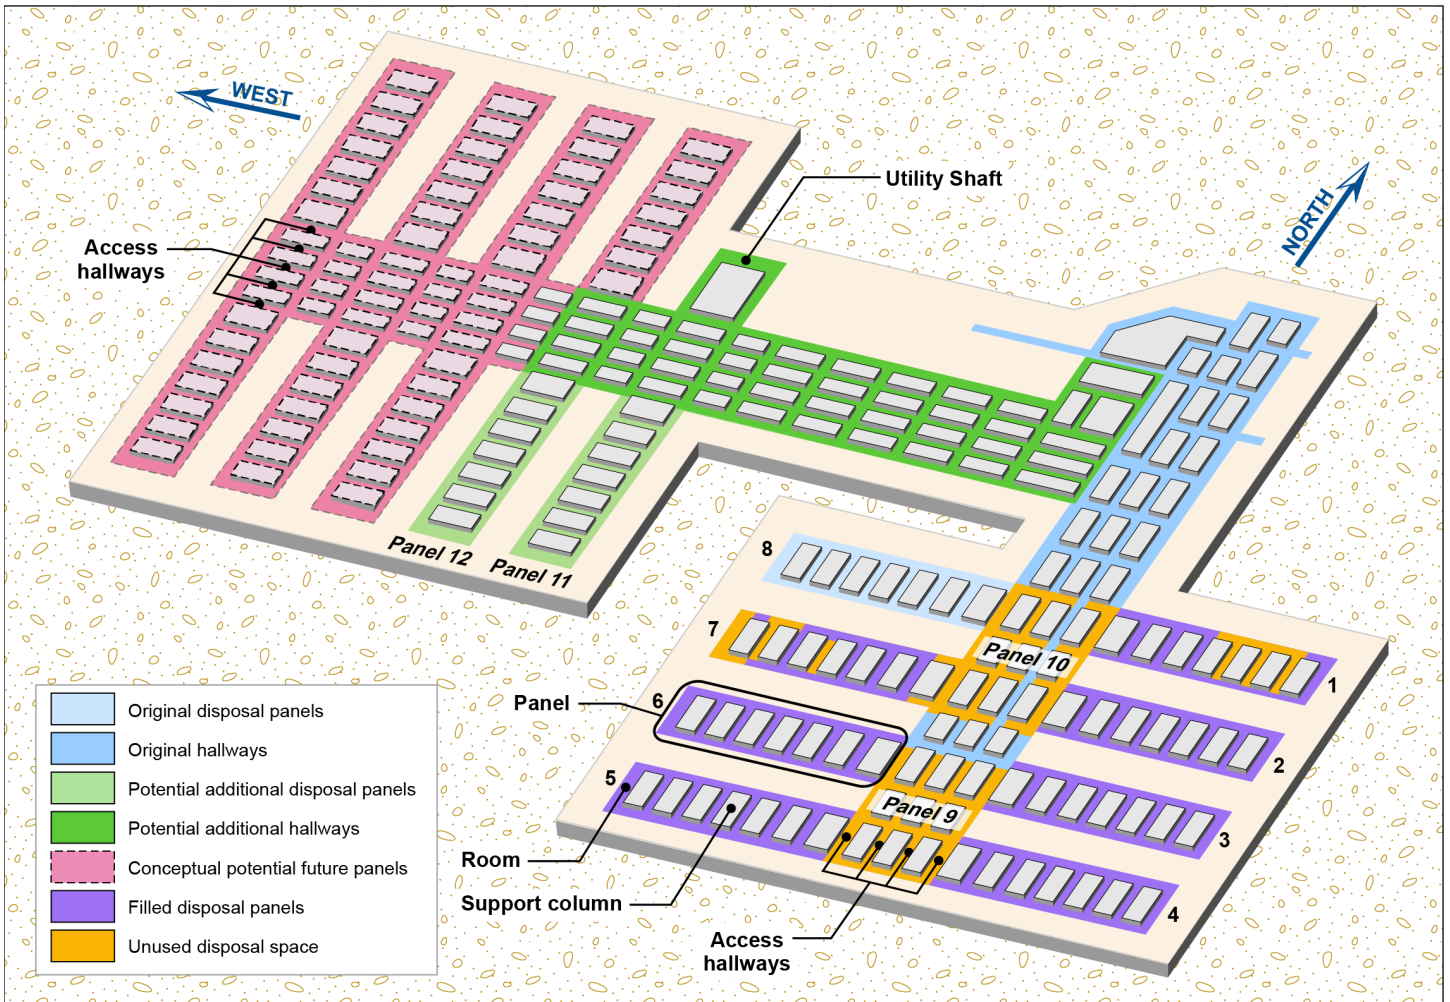 WEST
Utility Shaft
NORTH
Access
hallways
Panel 12
Panel 11
8
7
Panel 10
1
Panel
6
2
5
Panel 9
3
Room
Support column
4
Access
hallways
Original disposal panels
Original hallways
Potential additional disposal panels
Potential additional hallways
Conceptual potential future panels
Filled disposal panels
Unused disposal space